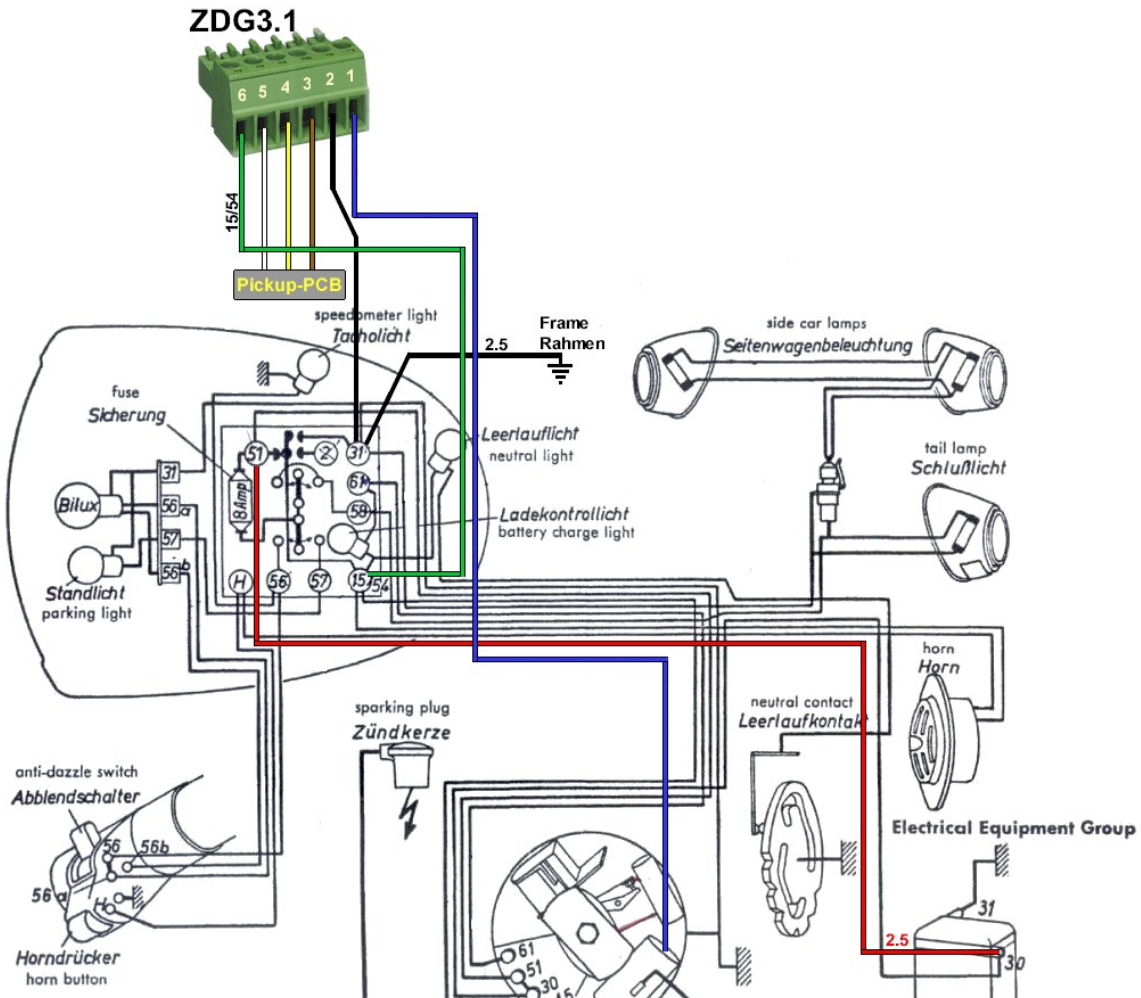 ZDG3.1
6 5 4 3 2 1
15/54
Pickup-PCB
speedometer light
Tacholicht
2.5
Frame
Rahmen
side car lamps
Seitenwagenbeleuchtung
fuse
Sicherung
Leerlauflicht
neutral light
tail lamp
Schlußlicht
51
2
31
61
58
8Amp
31
56a
57
56b
Bilux
Ladekontrollicht
battery charge light
Standlicht
parking light
H
56
57
15/54
horn
Horn
sparking plug
Zündkerze
neutral contact
Leerlaufkontakt
anti-dazzle switch
Abblendschalter
56
56b
56a
H
Horndrücker
horn button
Electrical Equipment Group
31
2.5
30
61
51
30
15